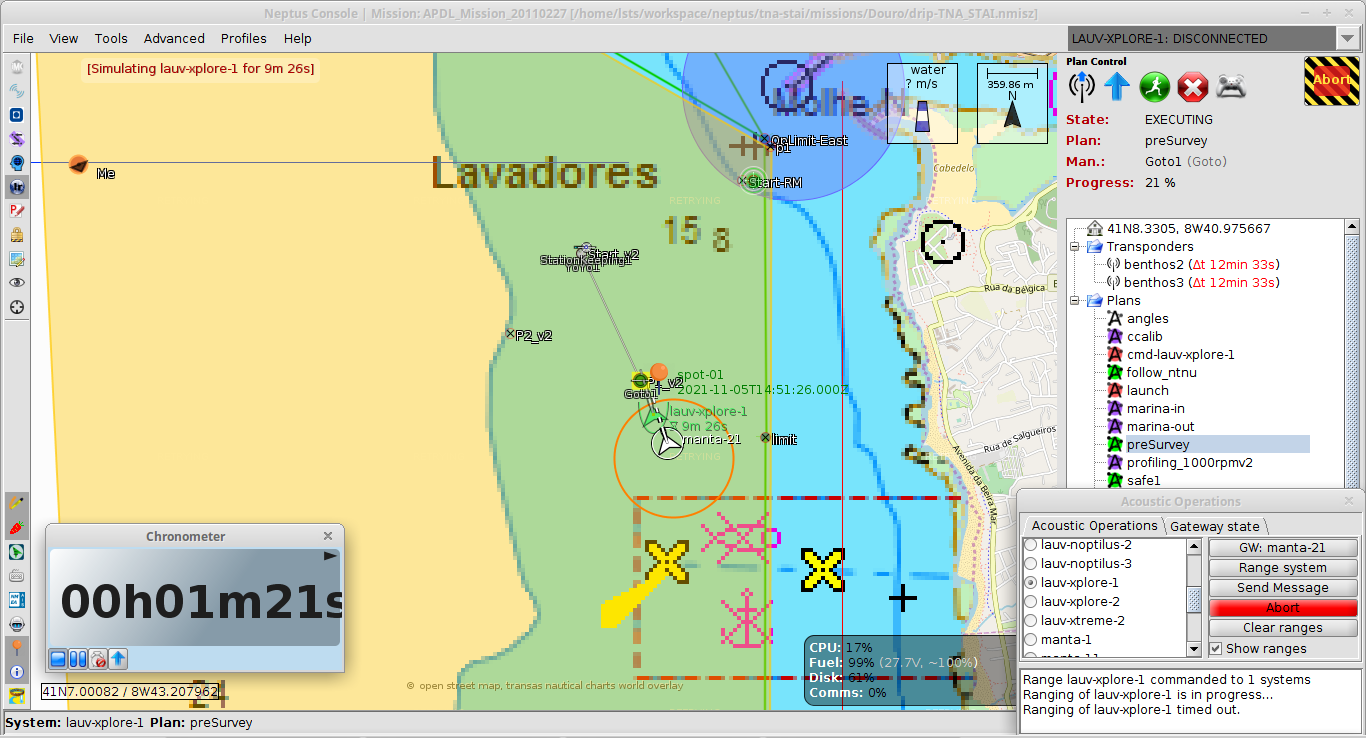 Neptus Console | Mission: APDL_Mission_20110227 [/home/lsts/workspace/neptus/tna-stai/missions/Douro/drip-TNA_STAI.nmisz]
File View Tools Advanced Profiles Help
LAUV-XPLORE-1: DISCONNECTED
[Simulating lauv-xplore-1 for 9m 26s]
water
? m/s
359.86 m
N
Plan Control
Abort
State: EXECUTING
Plan: preSurvey
Man.: Goto1 (Goto)
Progress: 21 %
Molhe N
OpLimit-East
p1
Start-RM
Me
Lavadores
RETRYING
15 8
Start_v2
StationKeeping1
YoYo1
P2_v2
Cabedelo
Rua da Bélgica
spot-01
2021-11-05T14:51:26.000Z
P1_v2
Goto1
lauv-xplore-1
9m 26s
manta-21
limit
RETRYING
Rua de Salgueiros
Avenida da Beira Mar
41N8.3305, 8W40.975667
Transponders
benthos2 (Δt 12min 33s)
benthos3 (Δt 12min 33s)
Plans
angles
ccalib
cmd-lauv-xplore-1
follow_ntnu
launch
marina-in
marina-out
preSurvey
profiling_1000rpmv2
safe1
Chronometer
00h01m21s
41N7.00082 / 8W43.207962
21
© open street map, transas nautical charts world overlay
CPU: 17%
Fuel: 99% (27.7V, ~100%)
Disk: 61%
Comms: 0%
Acoustic Operations
Acoustic Operations Gateway state
lauv-noptilus-2
lauv-noptilus-3
lauv-xplore-1
lauv-xplore-2
lauv-xtreme-2
manta-1
manta-11
GW: manta-21
Range system
Send Message
Abort
Clear ranges
Show ranges
Range lauv-xplore-1 commanded to 1 systems
Ranging of lauv-xplore-1 is in progress...
Ranging of lauv-xplore-1 timed out.
System: lauv-xplore-1 Plan: preSurvey